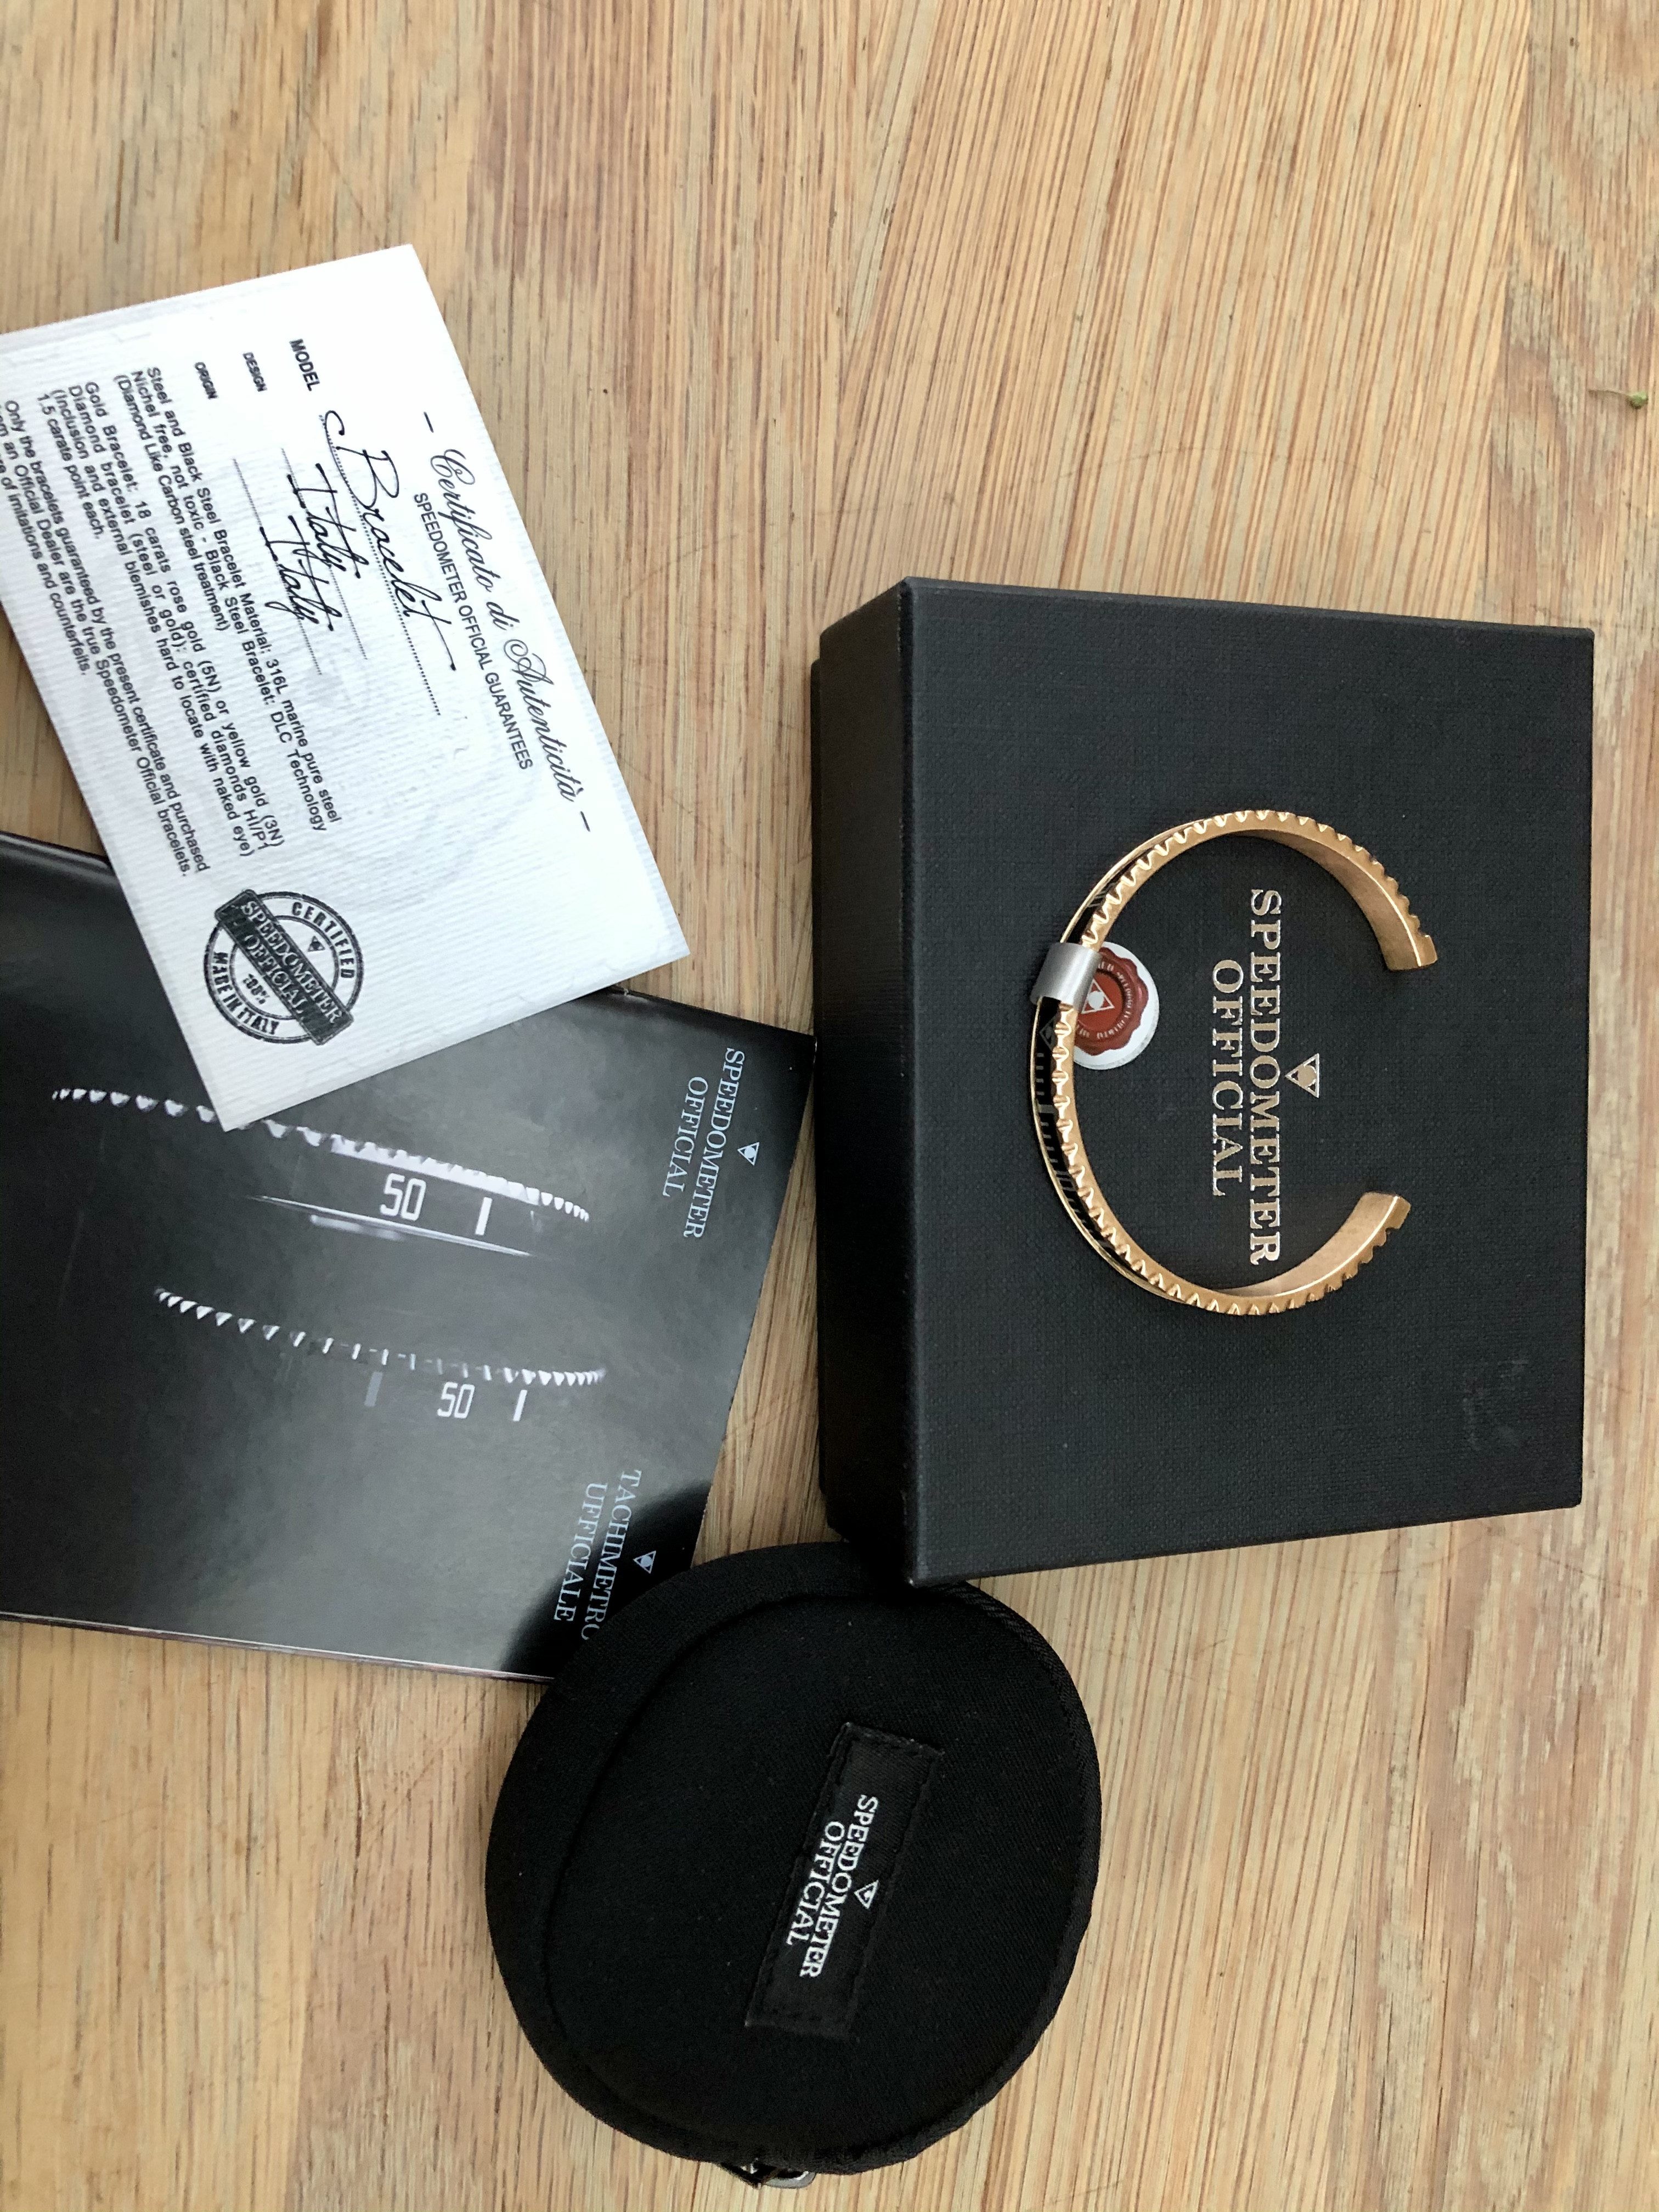 - Certificato di Autenticità -
SPEEDOMETER OFFICIAL GUARANTEES
MODEL S. Bracelet
DESIGN Italy
ORIGIN Italy
Steel and Black Steel Bracelet Material: 316L marine pure steel
Nichel free, not toxic - Black Steel Bracelet: DLC Technology
(Diamond Like Carbon steel treatment)
Gold Bracelet: 18 carats rose gold (5N) or yellow gold (3N)
Diamond bracelet (steel or gold): certified diamonds HI/P1
(Inclusion and external blemishes hard to locate with naked eye)
1,5 carate point each.
Only the bracelets guaranteed by the present certificate and purchased
an Official Dealer are the true Speedometer Official bracelets.
of imitations and counterfeits.
CERTIFIED
SPEEDOMETER
OFFICIAL
100%
MADE IN ITALY
SPEEDOMETER
OFFICIAL
50
50
TACHIMETRO
UFFICIALE
SPEEDOMETER
OFFICIAL
SPEEDOMETER
OFFICIAL